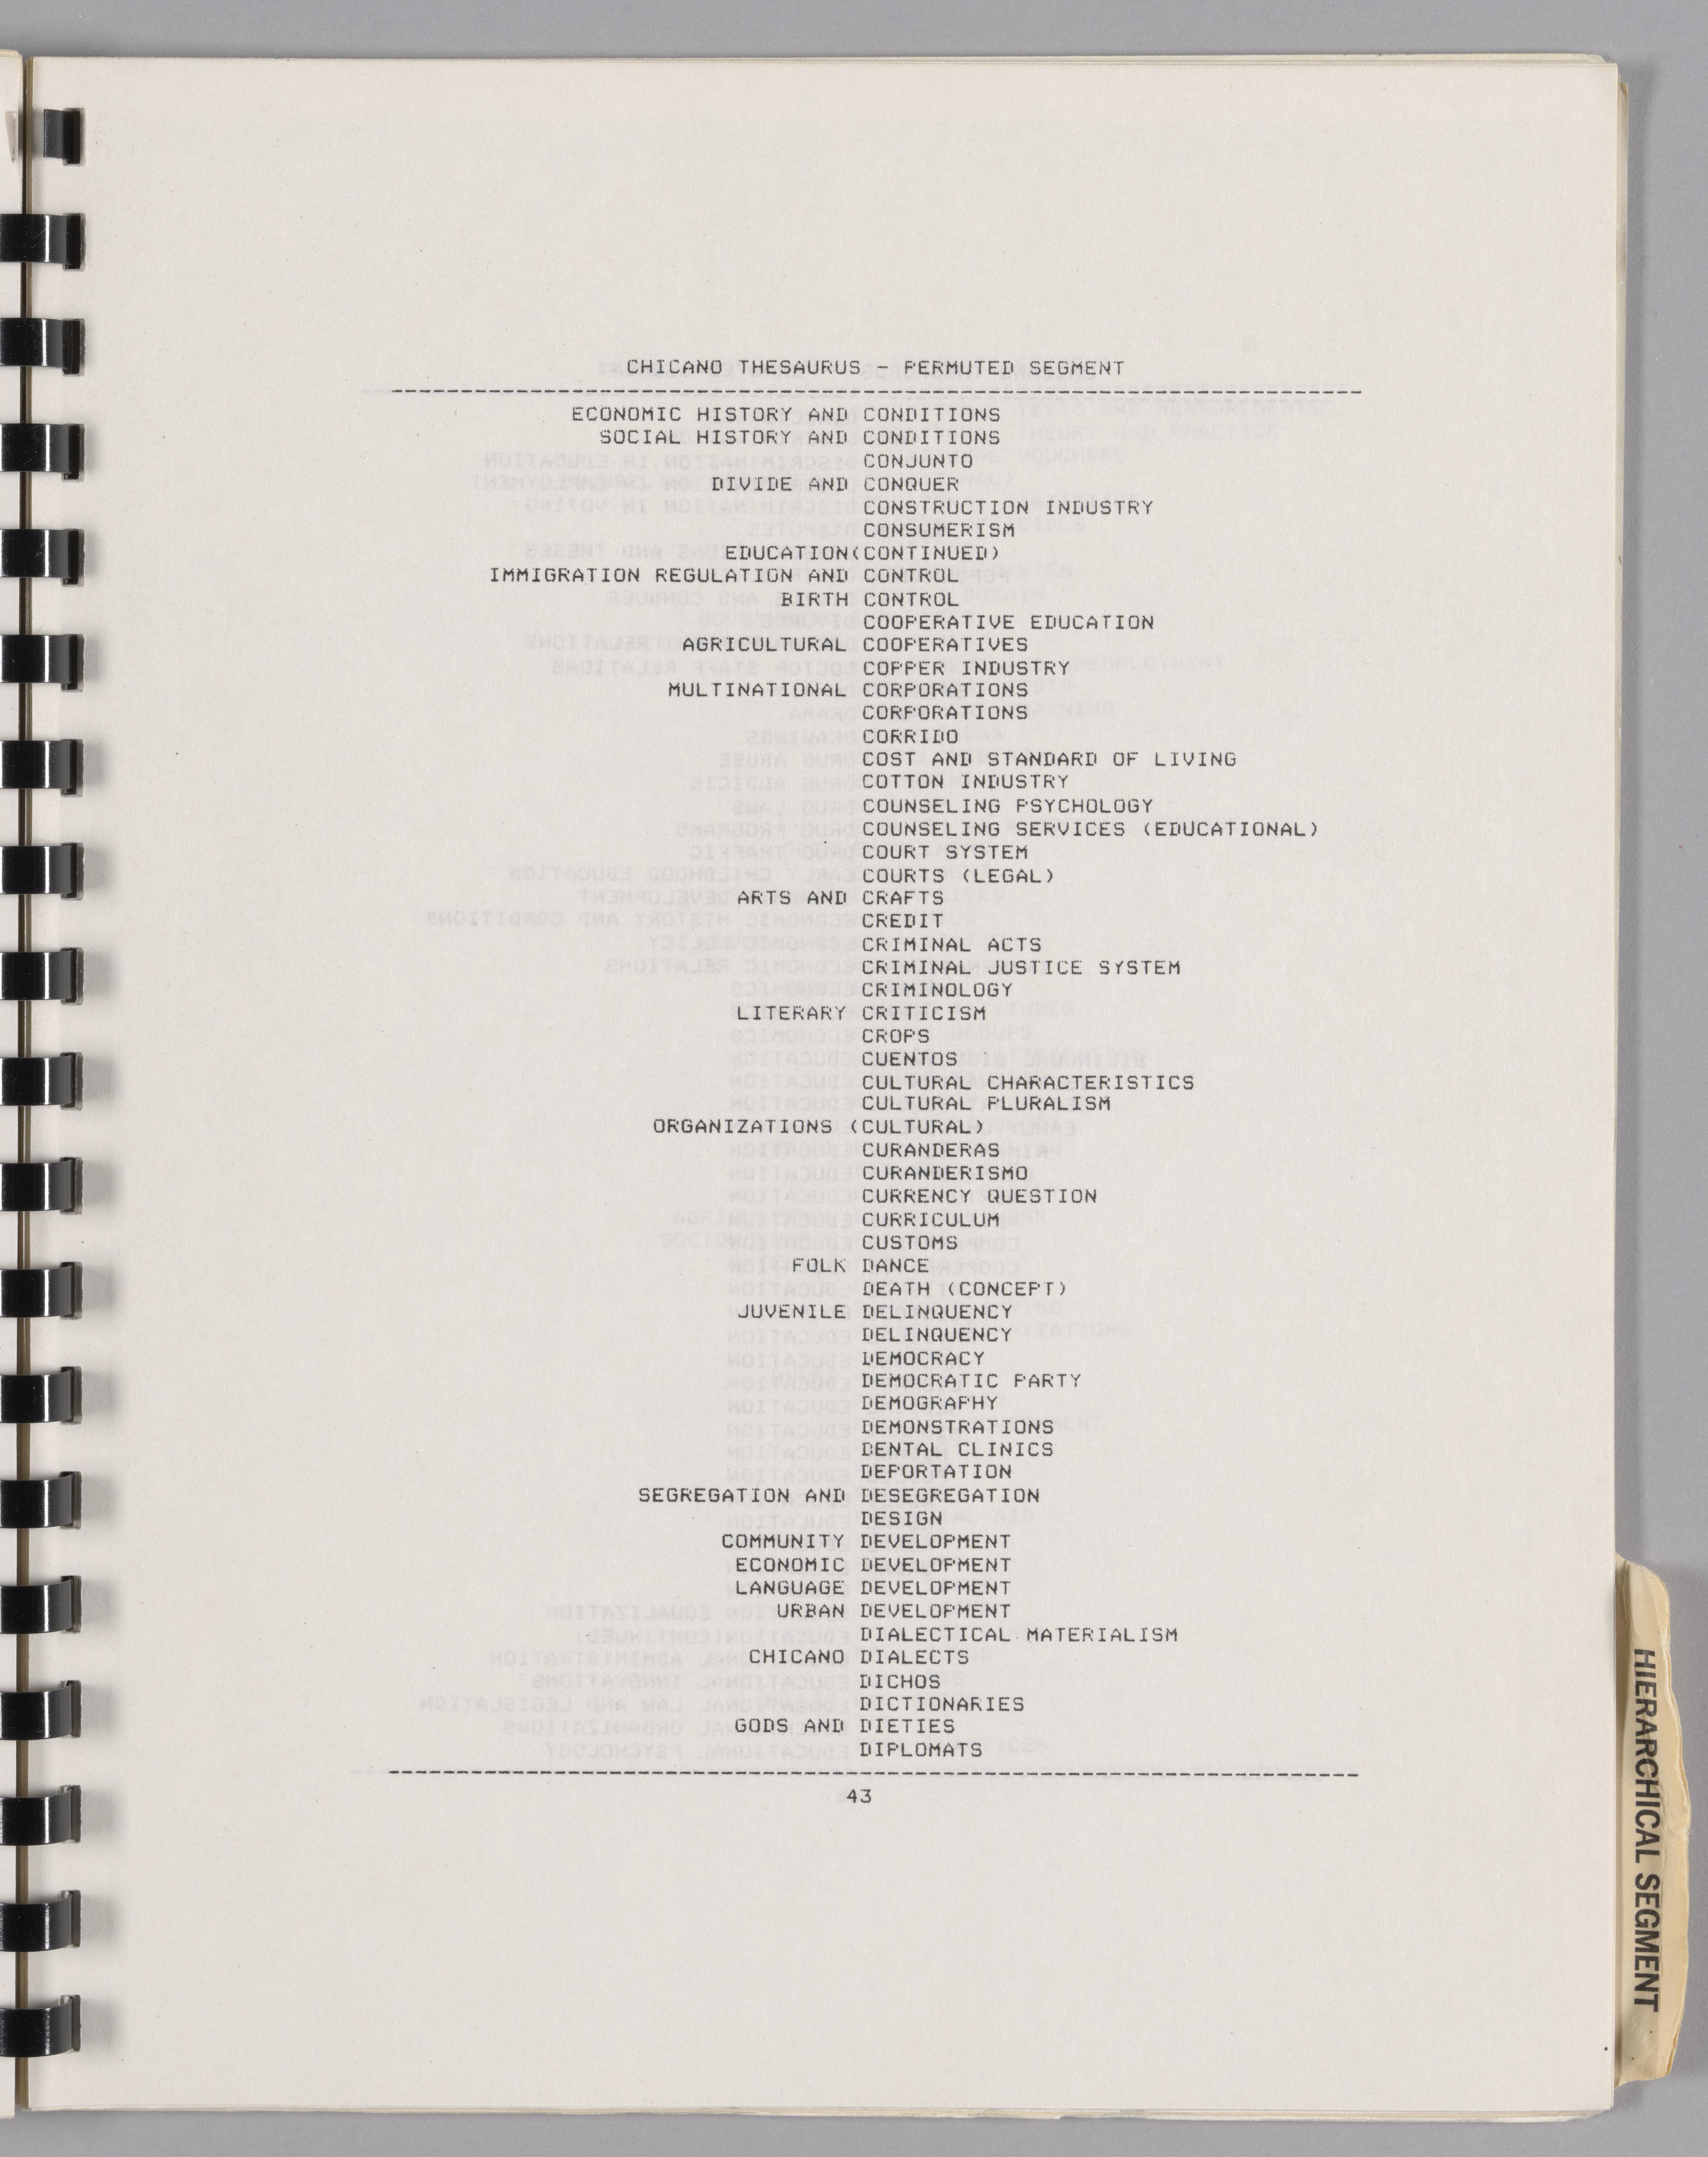 CHICANO THESAURUS - PERMUTED SEGMENT
ECONOMIC HISTORY AND CONDITIONS
SOCIAL HISTORY AND CONDITIONS
CONJUNTO
DIVIDE AND CONQUER
CONSTRUCTION INDUSTRY
CONSUMERISM
EDUCATION(CONTINUED)
IMMIGRATION REGULATION AND CONTROL
BIRTH CONTROL
COOPERATIVE EDUCATION
AGRICULTURAL COOPERATIVES
COPPER INDUSTRY
MULTINATIONAL CORPORATIONS
CORPORATIONS
CORRIDO
COST AND STANDARD OF LIVING
COTTON INDUSTRY
COUNSELING PSYCHOLOGY
COUNSELING SERVICES (EDUCATIONAL)
COURT SYSTEM
COURTS (LEGAL)
ARTS AND CRAFTS
CREDIT
CRIMINAL ACTS
CRIMINAL JUSTICE SYSTEM
CRIMINOLOGY
LITERARY CRITICISM
CROPS
CUENTOS
CULTURAL CHARACTERISTICS
CULTURAL PLURALISM
ORGANIZATIONS (CULTURAL)
CURANDERAS
CURANDERISMO
CURRENCY QUESTION
CURRICULUM
CUSTOMS
FOLK DANCE
DEATH (CONCEPT)
JUVENILE DELINQUENCY
DELINQUENCY
DEMOCRACY
DEMOCRATIC PARTY
DEMOGRAPHY
DEMONSTRATIONS
DENTAL CLINICS
DEPORTATION
SEGREGATION AND DESEGREGATION
DESIGN
COMMUNITY DEVELOPMENT
ECONOMIC DEVELOPMENT
LANGUAGE DEVELOPMENT
URBAN DEVELOPMENT
DIALECTICAL MATERIALISM
CHICANO DIALECTS
DICHOS
DICTIONARIES
GODS AND DIETIES
DIPLOMATS
43
HIERARCHICAL SEGMENT